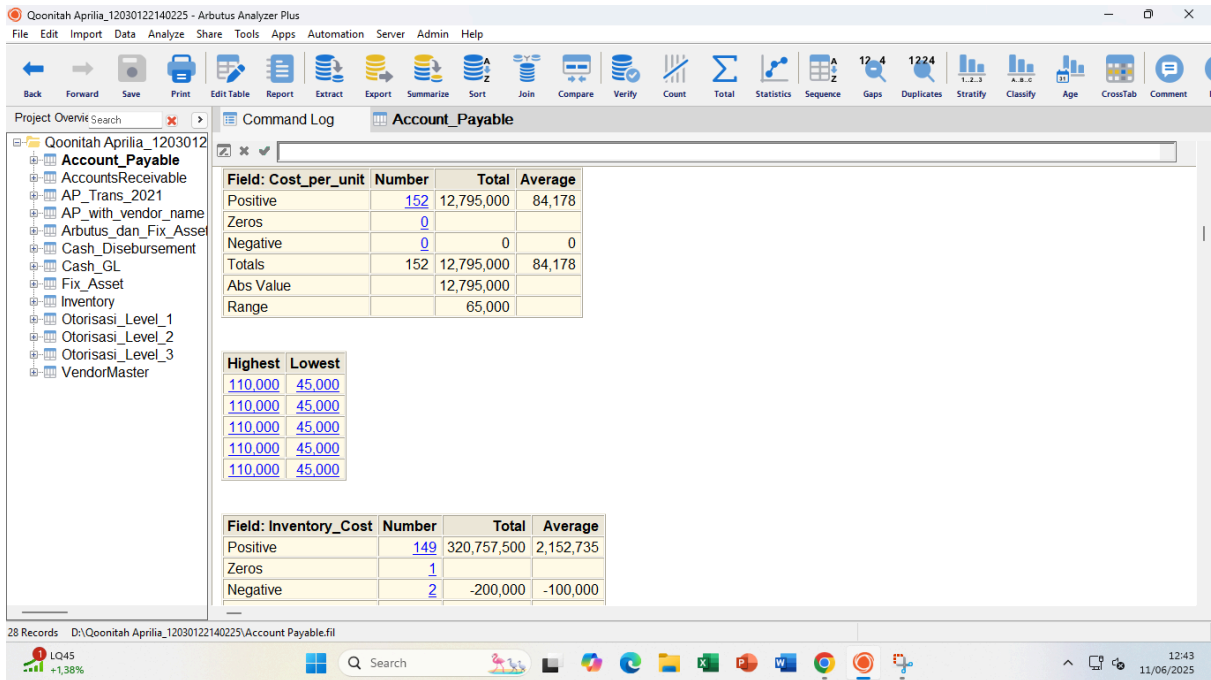 Qoonitah Aprilia_12030122140225 - Arbutus Analyzer Plus
File Edit Import Data Analyze Share Tools Apps Automation Server Admin Help
Back Forward Save Print Edit Table Report Extract Export Summarize Sort Join Compare Verify Count Total Statistics Sequence Gaps Duplicates Stratify Classify Age CrossTab Comment
Project Overvie Search
Command Log Account_Payable
Qoonitah Aprilia_1203012
Account_Payable
AccountsReceivable
AP_Trans_2021
AP_with_vendor_name
Arbutus_dan_Fix_Asset
Cash_Disebursement
Cash_GL
Fix_Asset
Inventory
Otorisasi_Level_1
Otorisasi_Level_2
Otorisasi_Level_3
VendorMaster
Field: Cost_per_unit Number Total Average
Positive 152 12,795,000 84,178
Zeros 0
Negative 0 0 0
Totals 152 12,795,000 84,178
Abs Value 12,795,000
Range 65,000
Highest Lowest
110,000 45,000
110,000 45,000
110,000 45,000
110,000 45,000
110,000 45,000
Field: Inventory_Cost Number Total Average
Positive 149 320,757,500 2,152,735
Zeros 1
Negative 2 -200,000 -100,000
28 Records D:\Qoonitah Aprilia_12030122140225\Account Payable.fil
1 LQ45
+1,38%
Search
12:43
11/06/2025